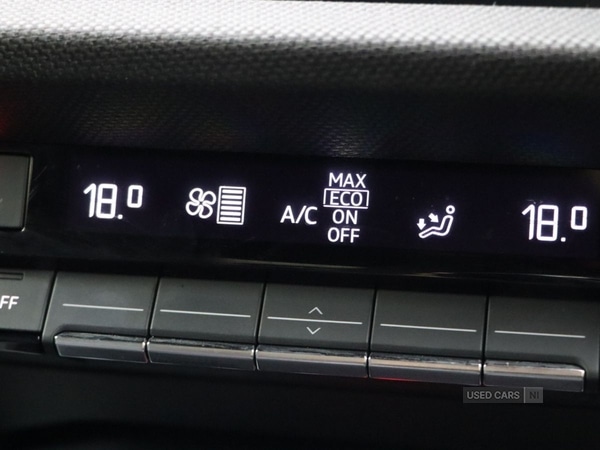 18.0
A/C
MAX
ECO
ON
OFF
18.0
FF
USED CARS NI